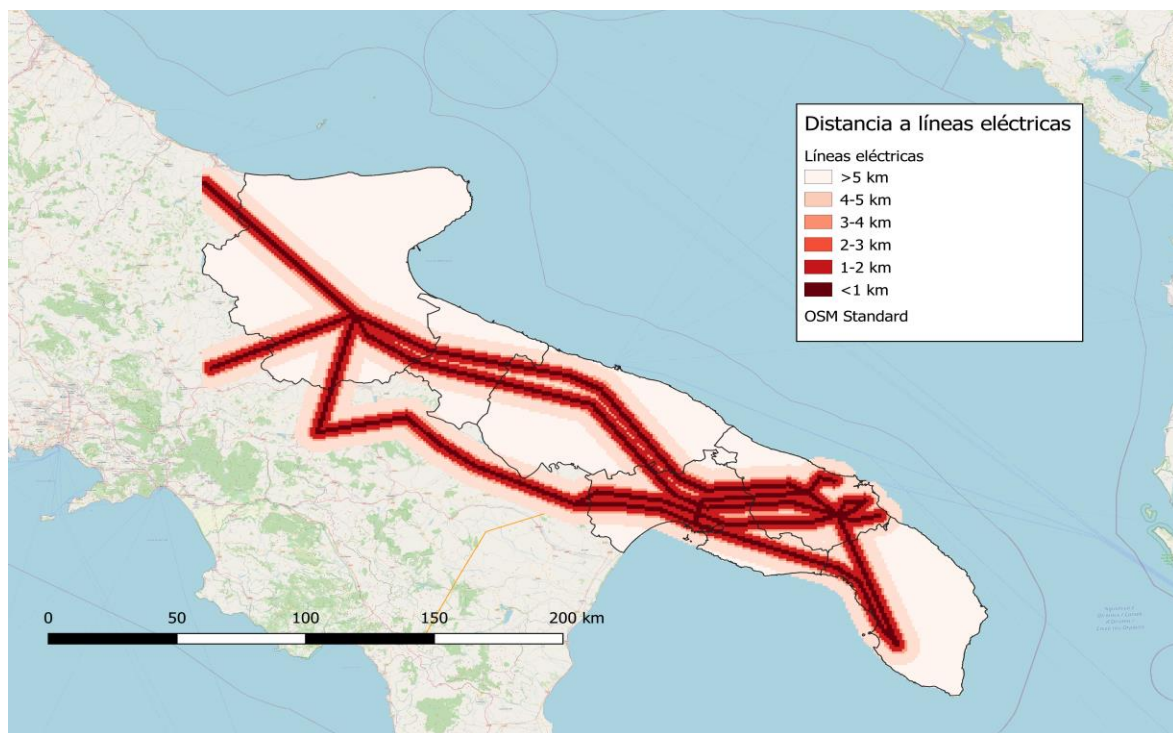 Distancia a líneas eléctricas
Líneas eléctricas
>5 km
4-5 km
3-4 km
2-3 km
1-2 km
<1 km
OSM Standard
0 50 100 150 200 km